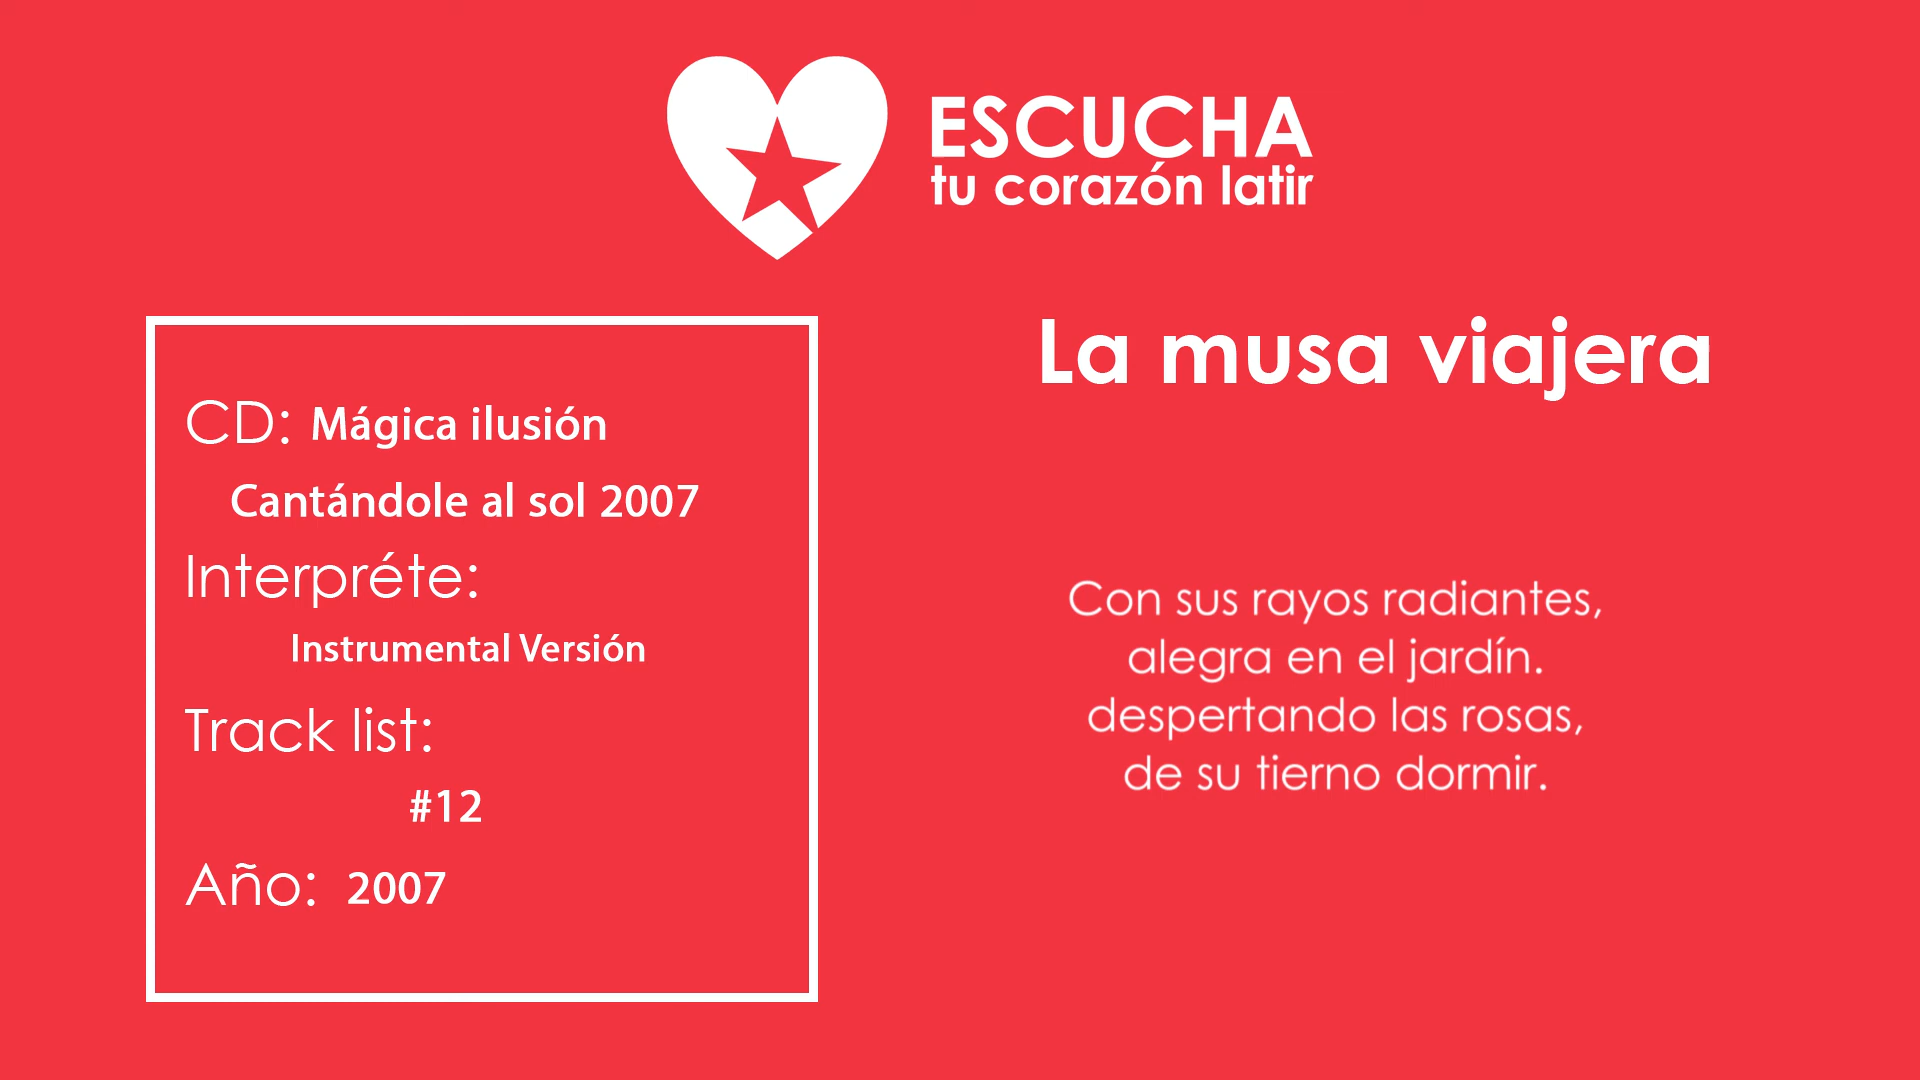 ESCUCHA
tu corazón latir
La musa viajera
CD: Mágica ilusión
Cantándole al sol 2007
Interpréte:
Instrumental Versión
Track list:
#12
Año: 2007
Con sus rayos radiantes,
alegra en el jardín.
despertando las rosas,
de su tierno dormir.